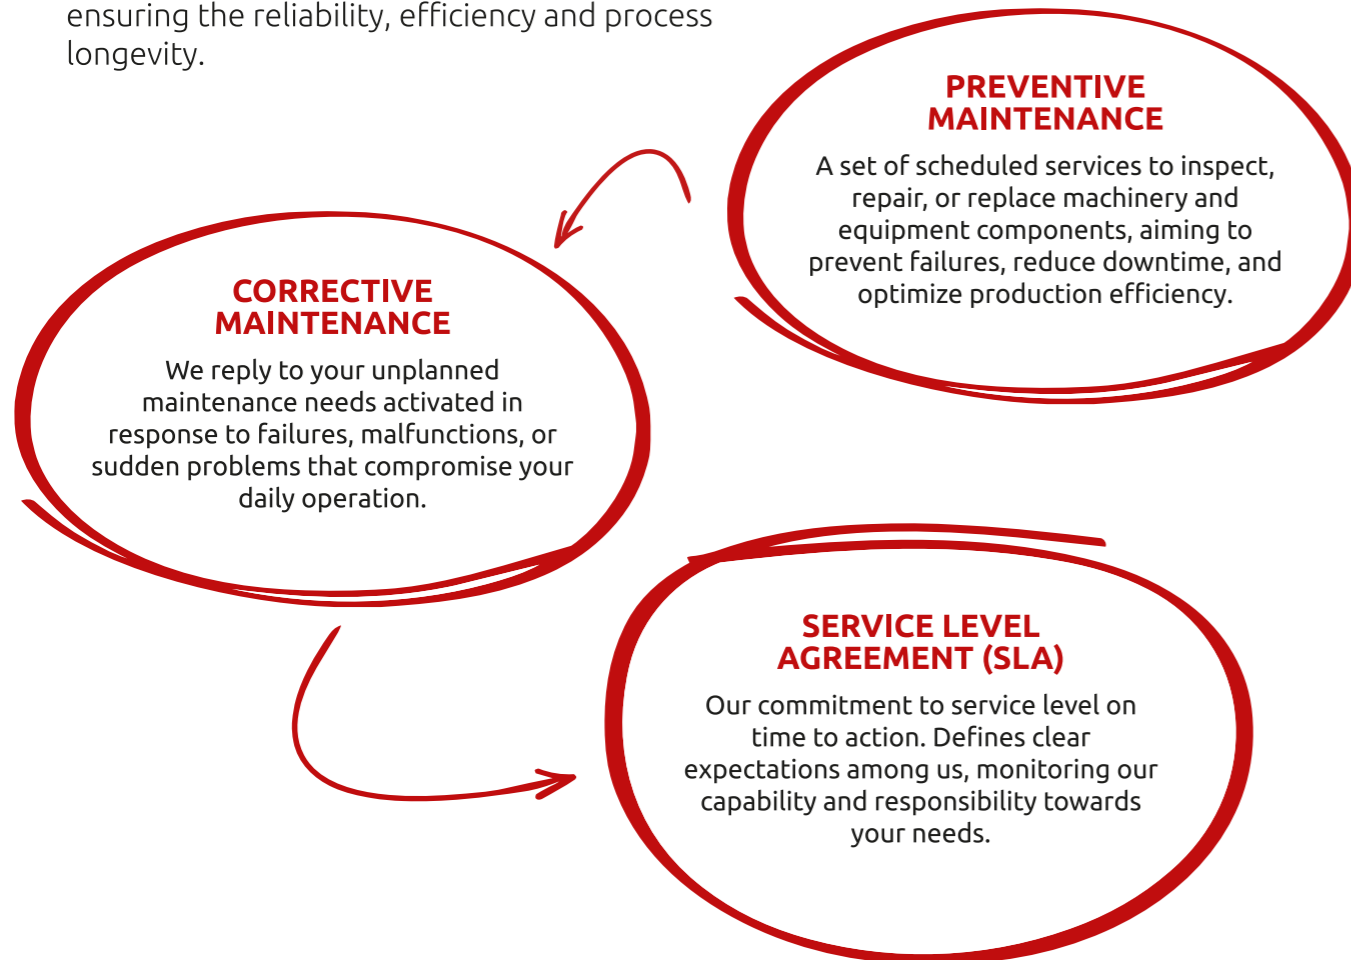 ensuring the reliability, efficiency and process
longevity.
PREVENTIVE
MAINTENANCE
A set of scheduled services to inspect,
repair, or replace machinery and
equipment components, aiming to
prevent failures, reduce downtime, and
optimize production efficiency.
CORRECTIVE
MAINTENANCE
We reply to your unplanned
maintenance needs activated in
response to failures, malfunctions, or
sudden problems that compromise your
daily operation.
SERVICE LEVEL
AGREEMENT (SLA)
Our commitment to service level on
time to action. Defines clear
expectations among us, monitoring our
capability and responsibility towards
your needs.